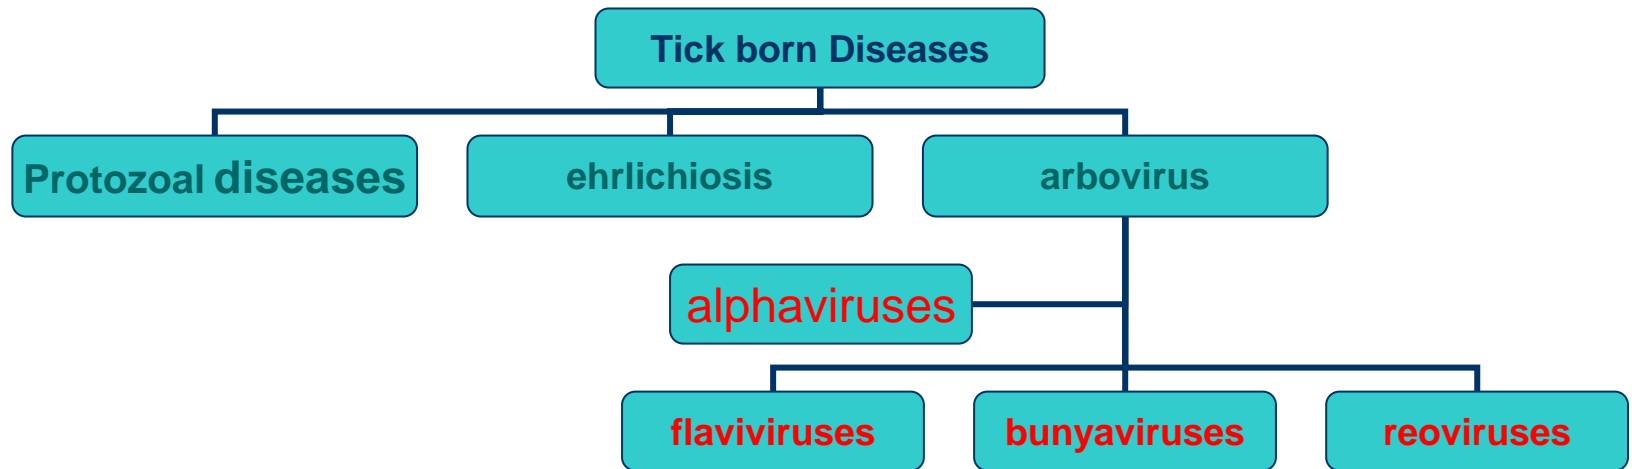 Tick born Diseases
Protozoal diseases
ehrlichiosis
arbovirus
alphaviruses
flaviviruses
bunyaviruses
reoviruses